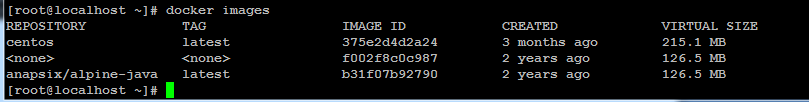 [root@localhost ~]# docker images
REPOSITORY TAG IMAGE ID CREATED VIRTUAL SIZE
centos latest 375e2d4d2a24 3 months ago 215.1 MB
<none> <none> f002f8c0c987 2 years ago 126.5 MB
anapsix/alpine-java latest b31f07b92790 2 years ago 126.5 MB
[root@localhost ~]#